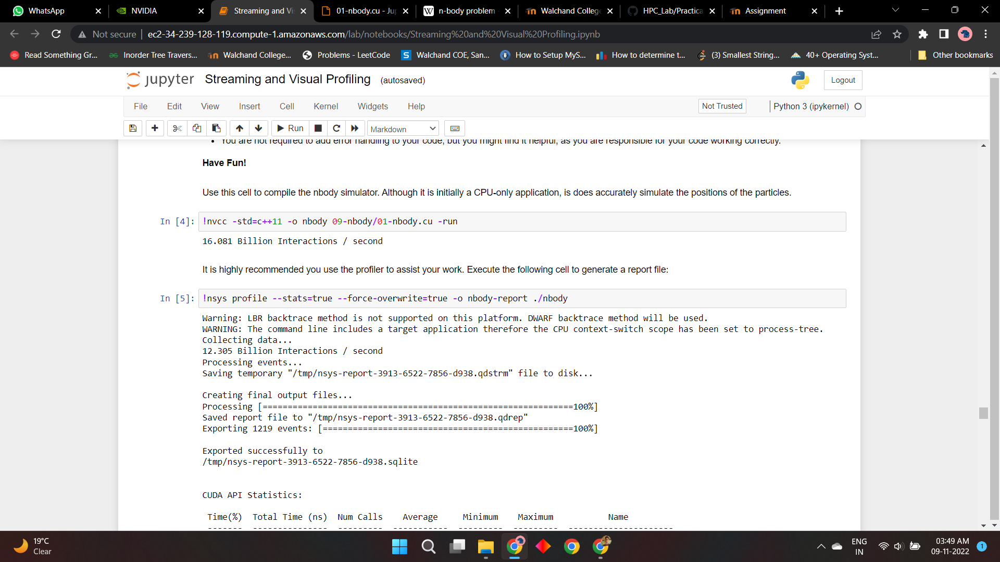 WhatsApp
NVIDIA
Streaming and Vi
01-nbody.cu - Ju
n-body problem
Walchand College
HPC_Lab/Practica
Assignment
Not secure
ec2-34-239-128-119.compute-1.amazonaws.com/lab/notebooks/Streaming%20and%20Visual%20Profiling.ipynb
Read Something Gr...
Inorder Tree Travers...
Walchand College...
Problems - LeetCode
Walchand COE, San...
How to Setup MyS...
How to determine t...
(3) Smallest String...
40+ Operating Syst...
Other bookmarks
jupyter Streaming and Visual Profiling (autosaved)
Logout
File Edit View Insert Cell Kernel Widgets Help
Not Trusted
Python 3 (ipykernel)
Run
Markdown
You are not required to add error handling to your code, but you might find it helpful, as you are responsible for your code working correctly.
Have Fun!
Use this cell to compile the nbody simulator. Although it is initially a CPU-only application, is does accurately simulate the positions of the particles.
In [4]: !nvcc -std=c++11 -o nbody 09-nbody/01-nbody.cu -run
16.081 Billion Interactions / second
It is highly recommended you use the profiler to assist your work. Execute the following cell to generate a report file:
In [5]: !nsys profile --stats=true --force-overwrite=true -o nbody-report ./nbody
Warning: LBR backtrace method is not supported on this platform. DWARF backtrace method will be used.
WARNING: The command line includes a target application therefore the CPU context-switch scope has been set to process-tree.
Collecting data...
12.305 Billion Interactions / second
Processing events...
Saving temporary "/tmp/nsys-report-3913-6522-7856-d938.qdstrm" file to disk...
Creating final output files...
Processing [==============================================================100%]
Saved report file to "/tmp/nsys-report-3913-6522-7856-d938.qdrep"
Exporting 1219 events: [==================================================100%]
Exported successfully to
/tmp/nsys-report-3913-6522-7856-d938.sqlite
CUDA API Statistics:
Time(%) Total Time (ns) Num Calls Average Minimum Maximum Name
------- --------------- --------- ----------- --------- --------- ---------------------
19°C
Clear
ENG
IN
03:49 AM
09-11-2022
1